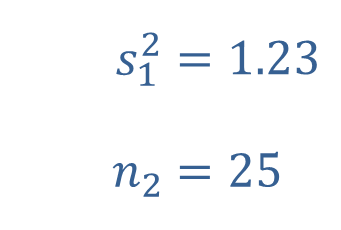 s₁² = 1.23
n₂ = 25